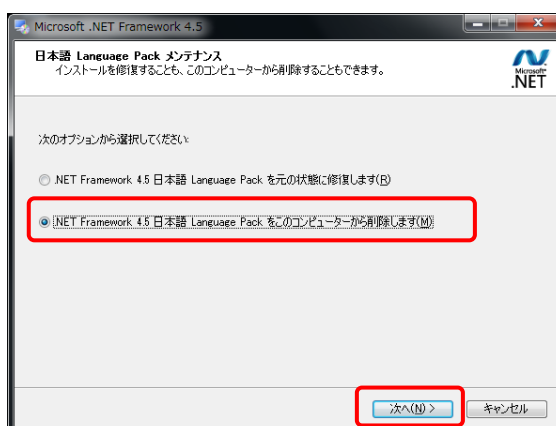 Microsoft .NET Framework 4.5
日本語 Language Pack メンテナンス
インストールを修復することも、このコンピューターから削除することもできます。
Microsoft
.NET
次のオプションから選択してください:
.NET Framework 4.5 日本語 Language Pack を元の状態に修復します(R)
.NET Framework 4.5 日本語 Language Pack をこのコンピューターから削除します(M)
次へ(N) >
キャンセル